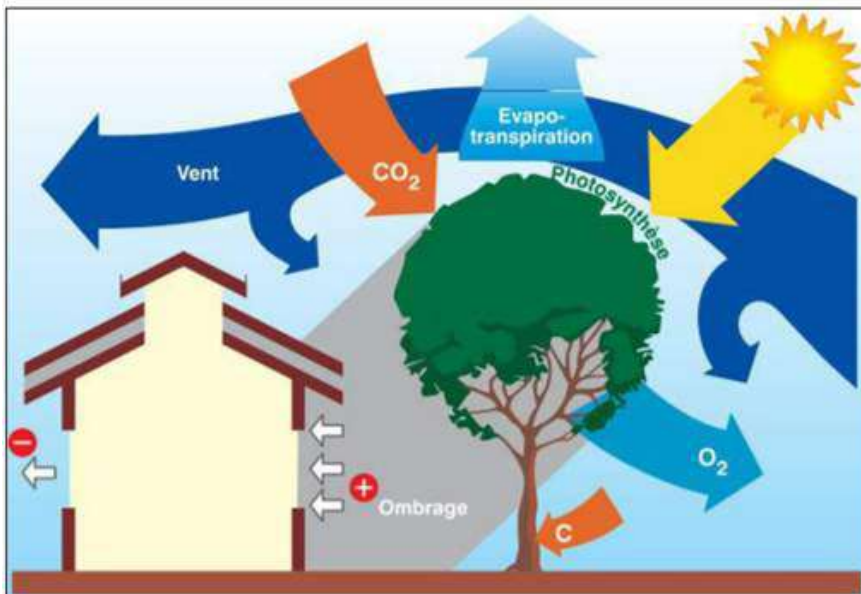 Evapo-
transpiration
Vent
CO₂
Photosynthèse
−
+
Ombrage
O₂
C